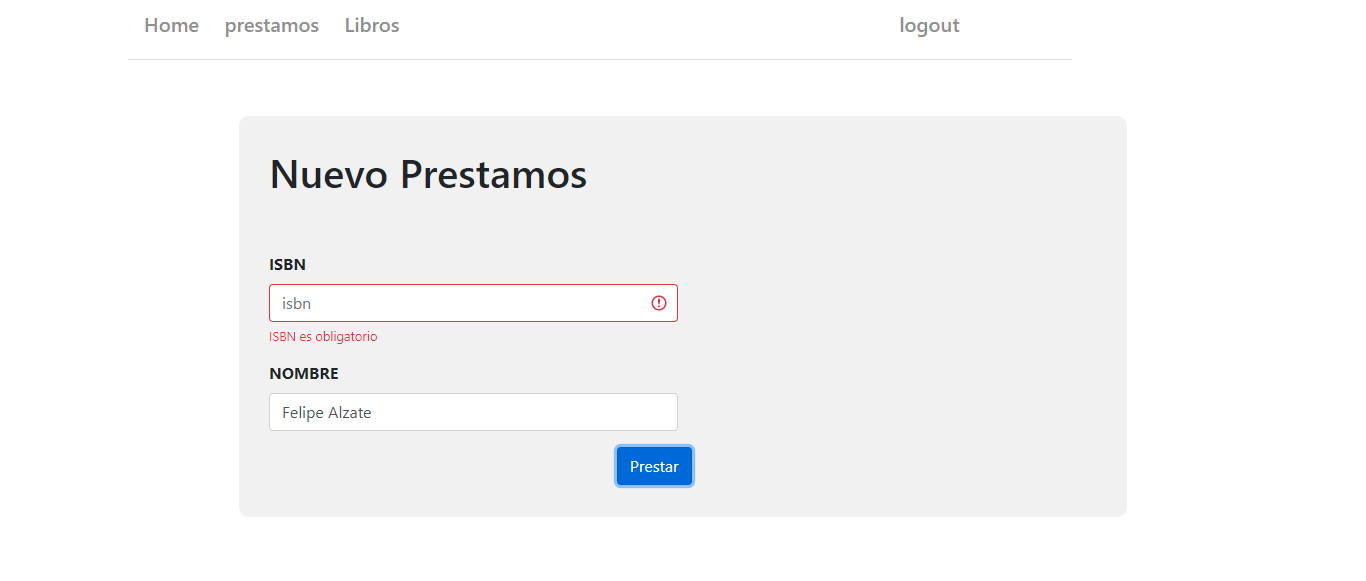 Home prestamos Libros logout
Nuevo Prestamos
ISBN
isbn
ISBN es obligatorio
NOMBRE
Felipe Alzate
Prestar